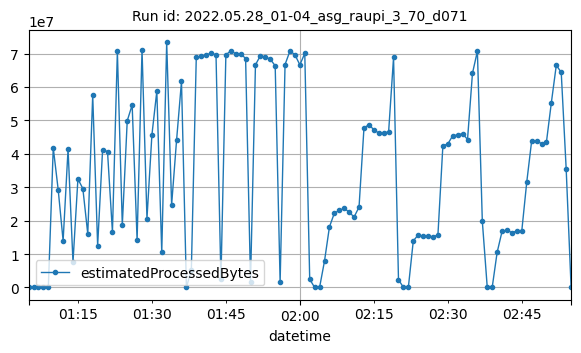 Run id: 2022.05.28_01-04_asg_raupi_3_70_d071
1e7
7
6
5
4
3
2
1
0
estimatedProcessedBytes
01:15 01:30 01:45 02:00 02:15 02:30 02:45
datetime